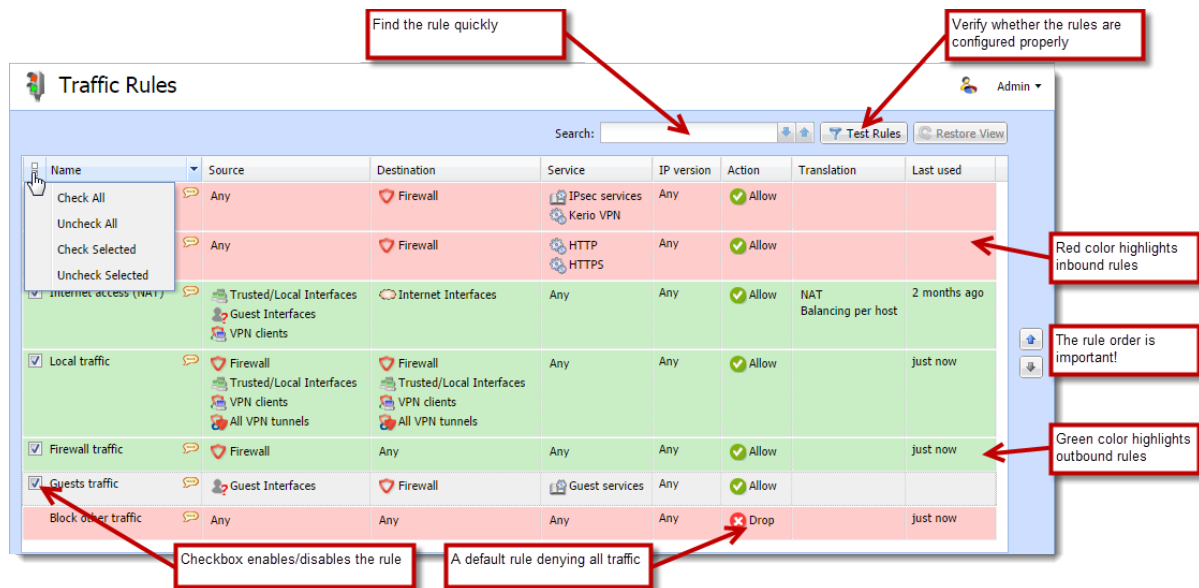 Find the rule quickly
Verify whether the rules are
configured properly
Traffic Rules
Admin
Search:
Test Rules
Restore View
Name
Source
Destination
Service
IP version
Action
Translation
Last used
Check All
Uncheck All
Check Selected
Uncheck Selected
Any
Firewall
IPsec services
Kerio VPN
Any
Allow
Any
Firewall
HTTP
HTTPS
Any
Allow
Red color highlights
inbound rules
Internet access (NAT)
Trusted/Local Interfaces
Guest Interfaces
VPN clients
Internet Interfaces
Any
Any
Allow
NAT
Balancing per host
2 months ago
The rule order is
important!
Local traffic
Firewall
Trusted/Local Interfaces
VPN clients
All VPN tunnels
Firewall
Trusted/Local Interfaces
VPN clients
All VPN tunnels
Any
Any
Allow
just now
Firewall traffic
Firewall
Any
Any
Any
Allow
just now
Green color highlights
outbound rules
Guests traffic
Guest Interfaces
Firewall
Guest services
Any
Allow
Block other traffic
Any
Any
Any
Any
Drop
just now
Checkbox enables/disables the rule
A default rule denying all traffic